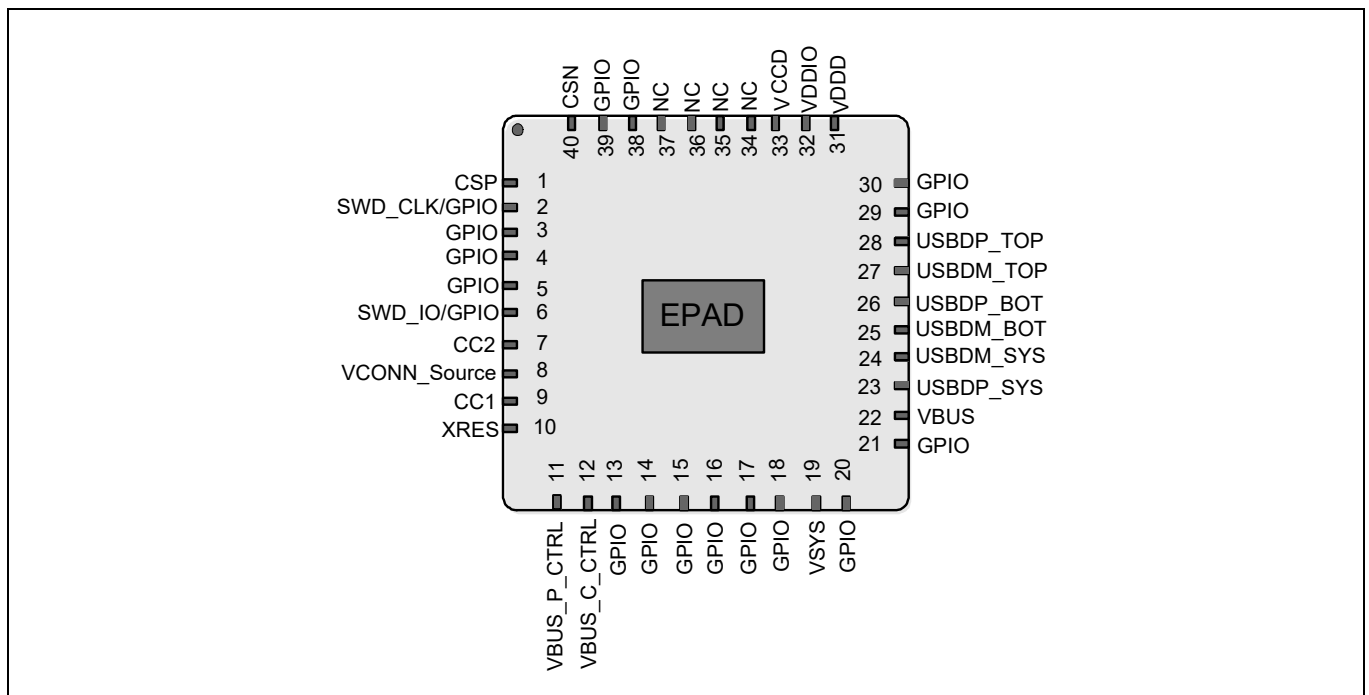 CSN
GPIO
GPIO
NC
NC
NC
NC
VCCD
VDDIO
VDDD
40
39
38
37
36
35
34
33
32
31
CSP 1
SWD_CLK/GPIO 2
GPIO 3
GPIO 4
GPIO 5
SWD_IO/GPIO 6
CC2 7
VCONN_Source 8
CC1 9
XRES 10
EPAD
30 GPIO
29 GPIO
28 USBDP_TOP
27 USBDM_TOP
26 USBDP_BOT
25 USBDM_BOT
24 USBDM_SYS
23 USBDP_SYS
22 VBUS
21 GPIO
11
12
13
14
15
16
17
18
19
20
VBUS_P_CTRL
VBUS_C_CTRL
GPIO
GPIO
GPIO
GPIO
GPIO
GPIO
VSYS
GPIO